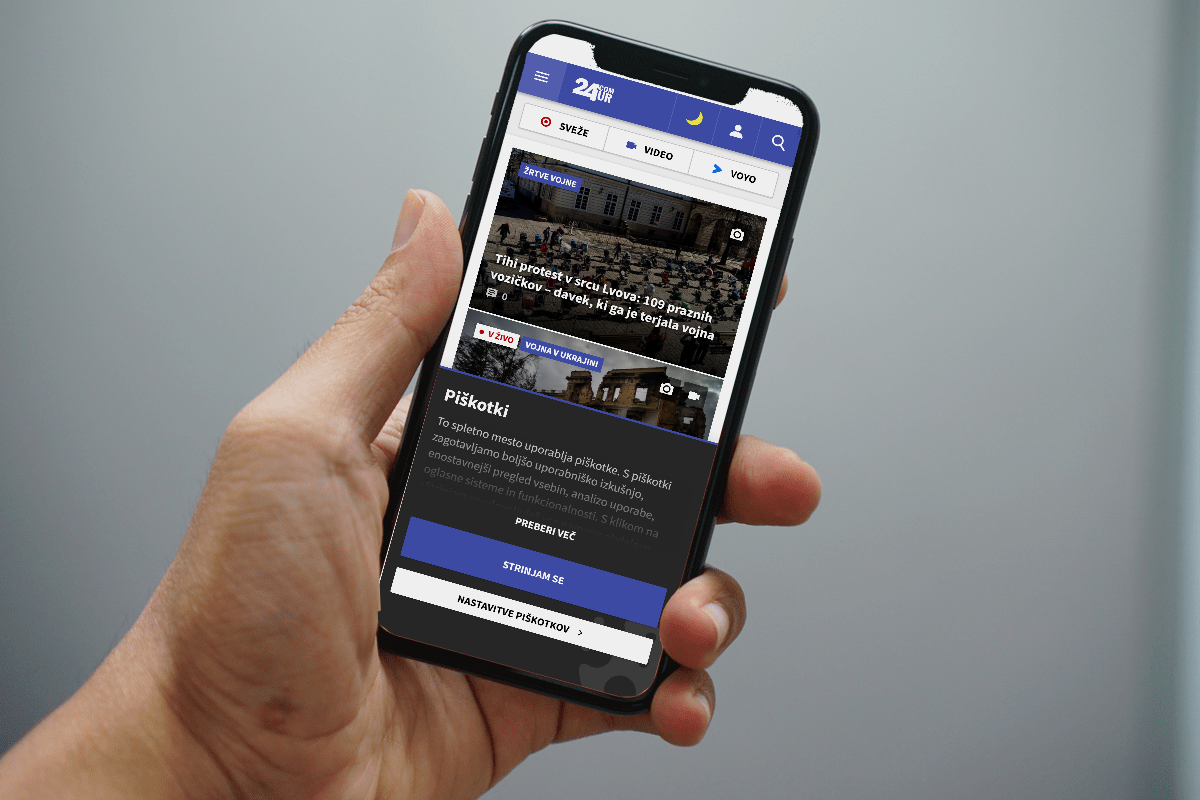 24UR.COM
SVEŽE
VIDEO
VOYO
ŽRTVE VOJNE
Tihi protest v srcu Lvova: 109 praznih
vozičkov – davek, ki ga je terjala vojna
0
V ŽIVO
VOJNA V UKRAJINI
Piškotki
To spletno mesto uporablja piškotke. S piškotki
zagotavljamo boljšo uporabniško izkušnjo,
enostavnejši pregled vsebin, analizo uporabe,
oglasne sisteme in funkcionalnosti. S klikom na
PREBERI VEČ
STRINJAM SE
NASTAVITVE PIŠKOTKOV